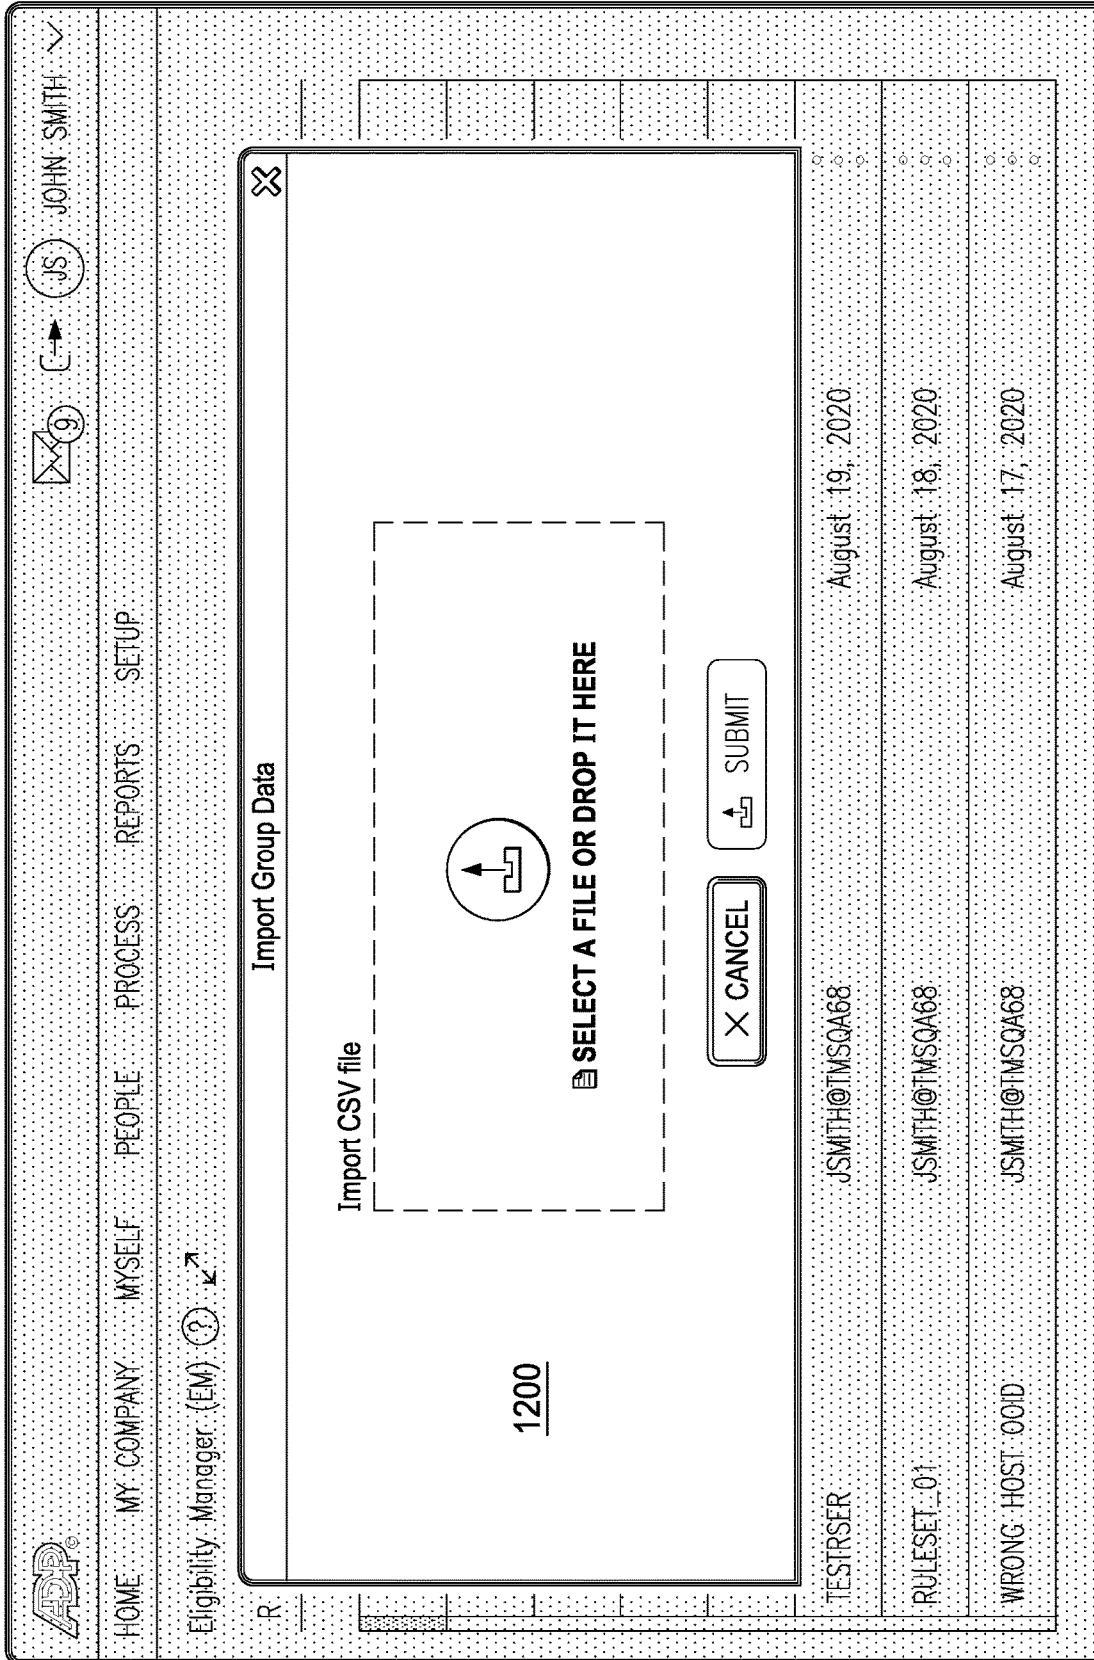 ADP®
9
JS
JOHN SMITH
HOME MY COMPANY MYSELF PEOPLE PROCESS REPORTS SETUP
Eligibility Manager (EM) ?
R
Import Group Data
Import CSV file
SELECT A FILE OR DROP IT HERE
1200
X CANCEL
SUBMIT
TESTRSER JSMITH@TMSQA68 August 19, 2020
RULESET_01 JSMITH@TMSQA68 August 18, 2020
WRONG HOST OOID JSMITH@TMSQA68 August 17, 2020